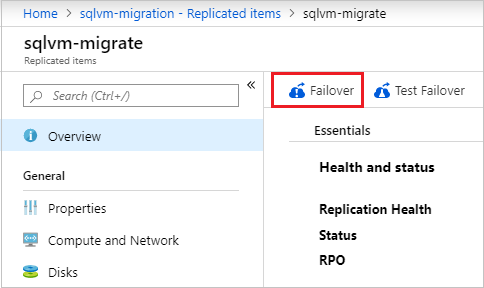 Home > sqlvm-migration - Replicated items > sqlvm-migrate
sqlvm-migrate
Replicated items
Search (Ctrl+/)
«
Failover
Test Failover
Overview
Essentials
Health and status
General
Properties
Replication Health
Compute and Network
Status
Disks
RPO